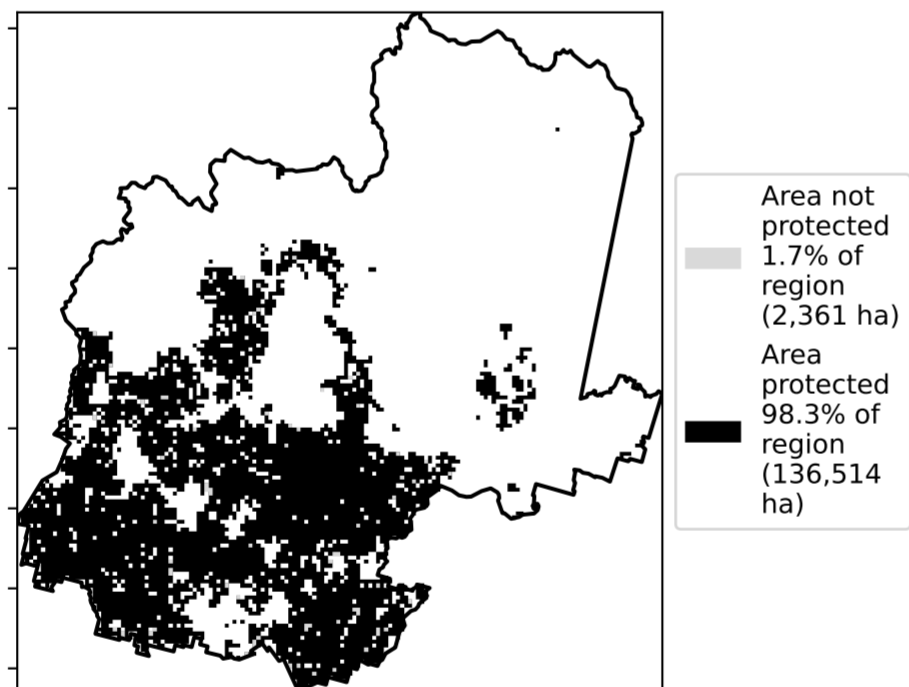 Area not
protected
1.7% of
region
(2,361 ha)
Area
protected
98.3% of
region
(136,514
ha)